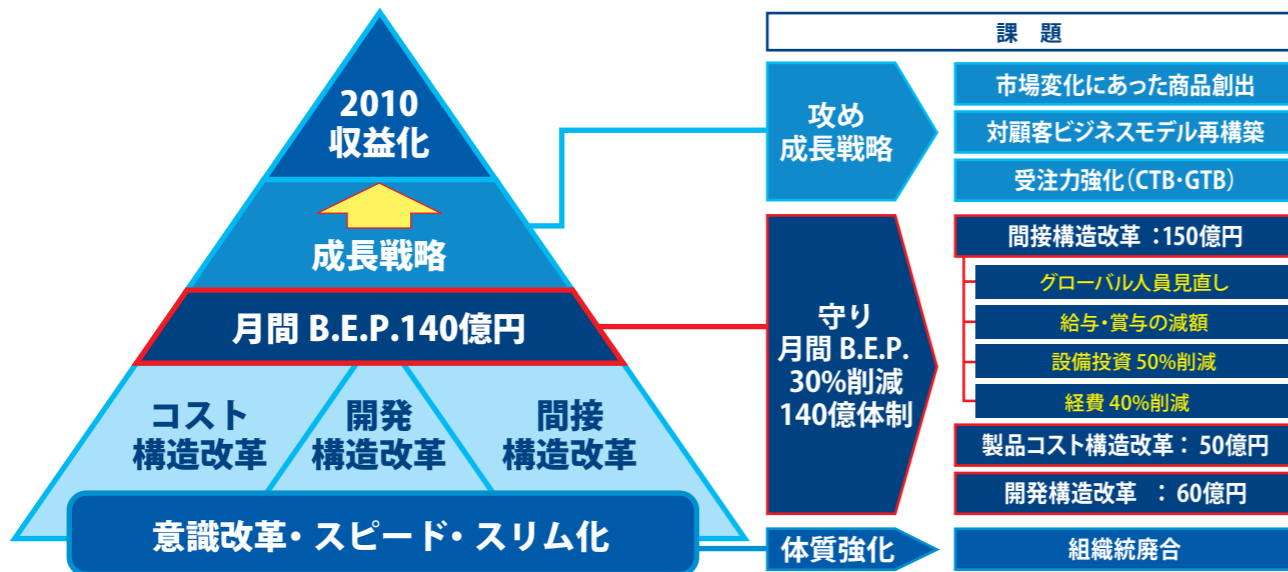 2010
収益化
成長戦略
月間 B.E.P.140億円
コスト
構造改革
開発
構造改革
間接
構造改革
意識改革・スピード・スリム化
課 題
攻め
成長戦略
市場変化にあった商品創出
対顧客ビジネスモデル再構築
受注力強化(CTB・GTB)
守り
月間 B.E.P.
30%削減
140億体制
間接構造改革 :150億円
グローバル人員見直し
給与・賞与の減額
設備投資 50%削減
経費 40%削減
製品コスト構造改革: 50億円
開発構造改革 : 60億円
体質強化
組織統廃合